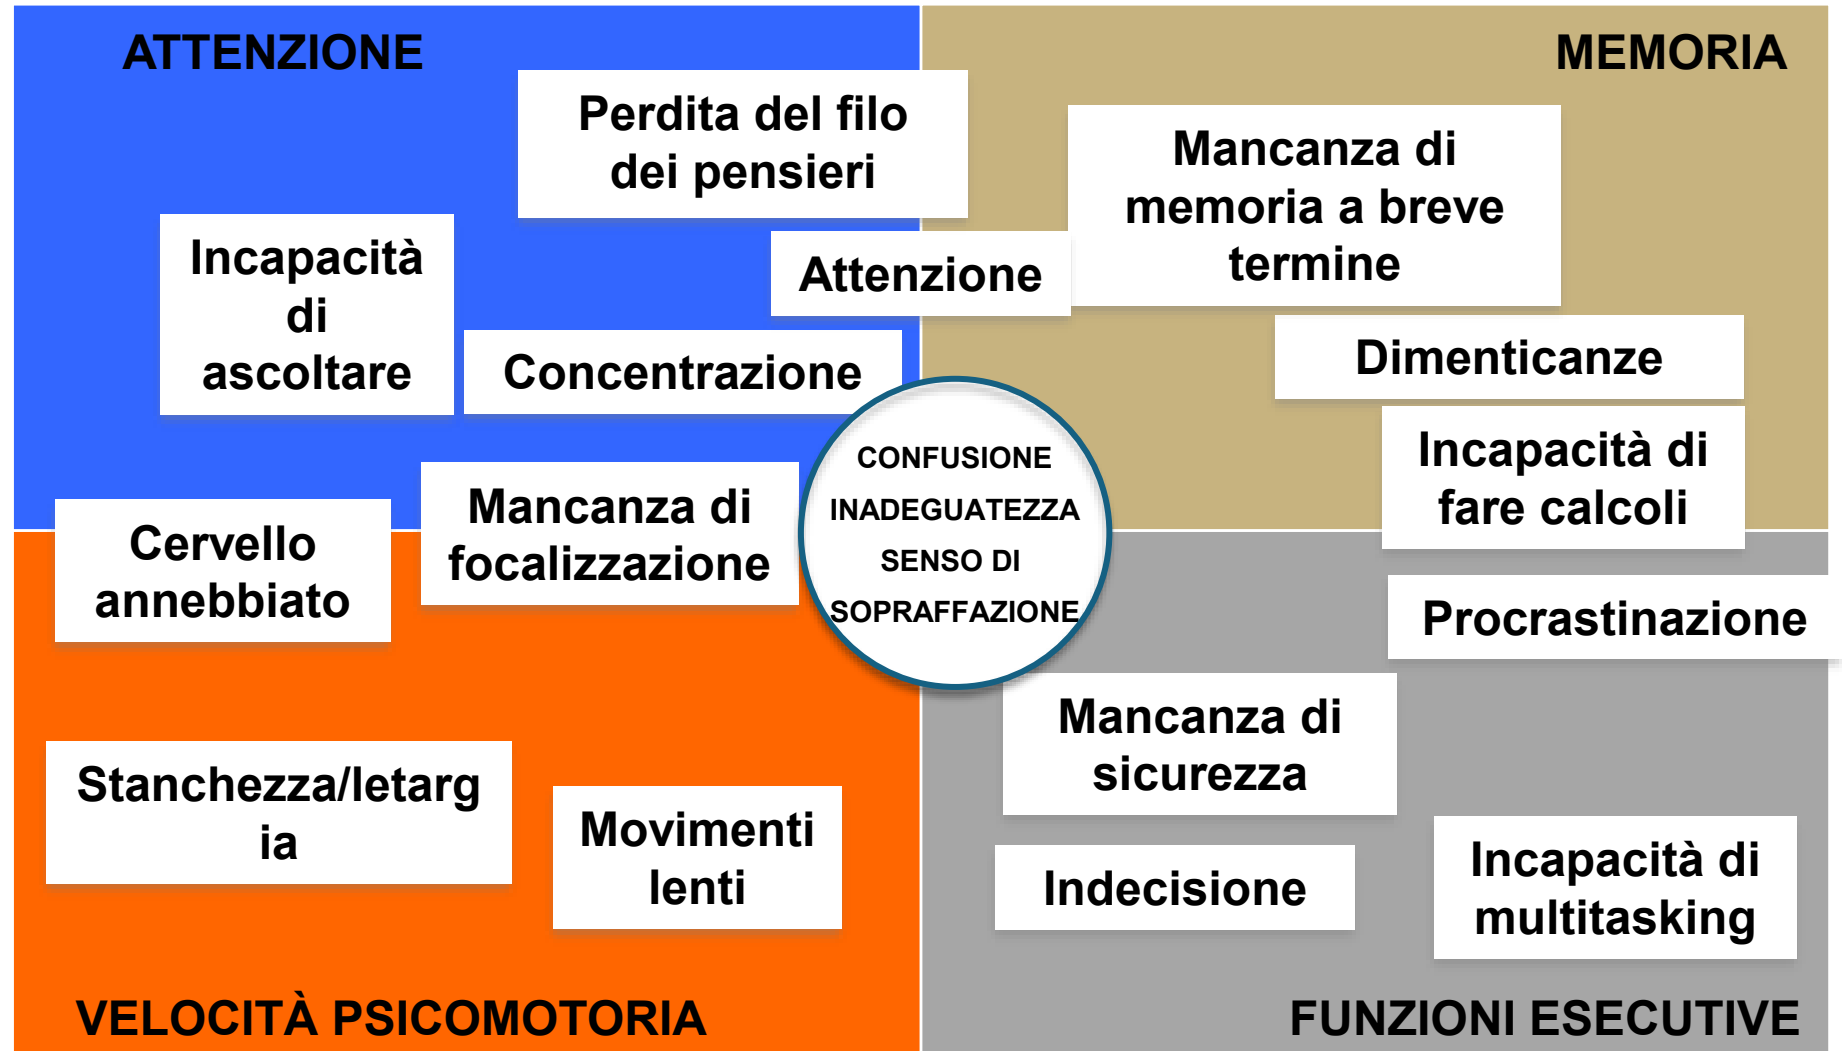 ATTENZIONE
MEMORIA
Perdita del filo
dei pensieri
Mancanza di
memoria a breve
termine
Incapacità
di
ascoltare
Attenzione
Concentrazione
Dimenticanze
Incapacità di
fare calcoli
CONFUSIONE
INADEGUATEZZA
SENSO DI
SOPRAFFAZIONE
Mancanza di
focalizzazione
Cervello
annebbiato
Procrastinazione
Mancanza di
sicurezza
Stanchezza/letarg
ia
Movimenti
lenti
Indecisione
Incapacità di
multitasking
VELOCITÀ PSICOMOTORIA
FUNZIONI ESECUTIVE